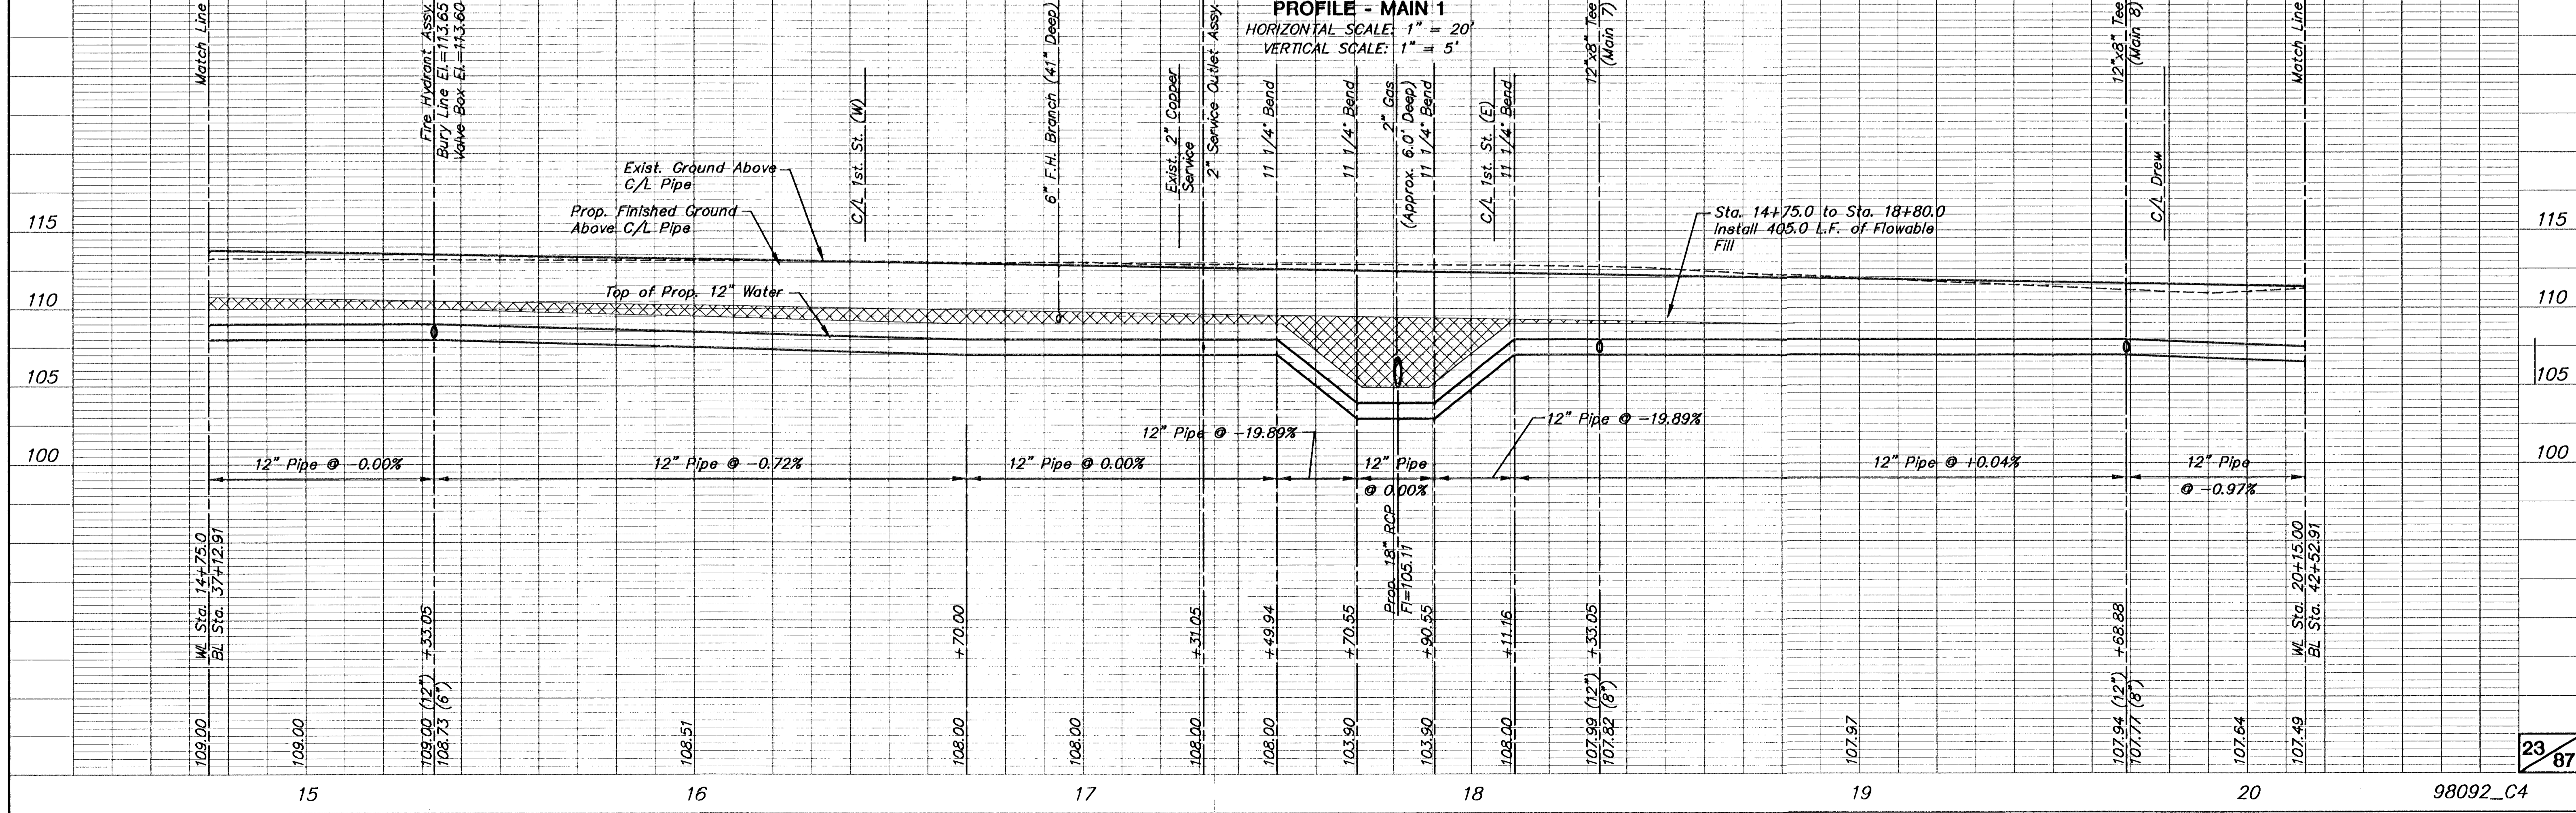 PROFILE - MAIN 1
HORIZONTAL SCALE: 1" = 20'
VERTICAL SCALE: 1" = 5'
Match Line
Fire Hydrant Assy.
Bury Line El.=113.65
Valve Box El.=113.60
C/L 1st. St. (W)
6" F.H. Branch (41" Deep)
Exist. 2" Copper
Service
2" Service Outlet Assy.
11 1/4° Bend
11 1/4° Bend
2" Gas
(Approx. 6.0' Deep)
11 1/4° Bend
C/L 1st. St. (E)
11 1/4° Bend
12"x8" Tee
(Main 7)
12"x8" Tee
(Main 8)
C/L Drew
Match Line
Exist. Ground Above
C/L Pipe
Prop. Finished Ground
Above C/L Pipe
Top of Prop. 12" Water
Sta. 14+75.0 to Sta. 18+80.0
Install 405.0 L.F. of Flowable
Fill
115
110
105
100
115
110
105
100
12" Pipe @ -0.00%
12" Pipe @ -0.72%
12" Pipe @ 0.00%
12" Pipe @ -19.89%
12" Pipe
@ 0.00%
12" Pipe @ -19.89%
12" Pipe @ +0.04%
12" Pipe
@ -0.97%
WL Sta. 14+75.0
BL Sta. 37+12.91
+33.05
+70.00
+31.05
+49.94
+70.55
Prop. 18" RCP
Fl=105.11
+90.55
+11.16
+33.05
+68.88
WL Sta. 20+15.00
BL Sta. 42+52.91
109.00
109.00
109.00 (12")
108.73 (6")
108.51
108.00
108.00
108.00
108.00
103.90
103.90
108.00
107.99 (12")
107.82 (8")
107.97
107.94 (12")
107.77 (8")
107.64
107.49
15
16
17
18
19
20
23/87
98092_C4